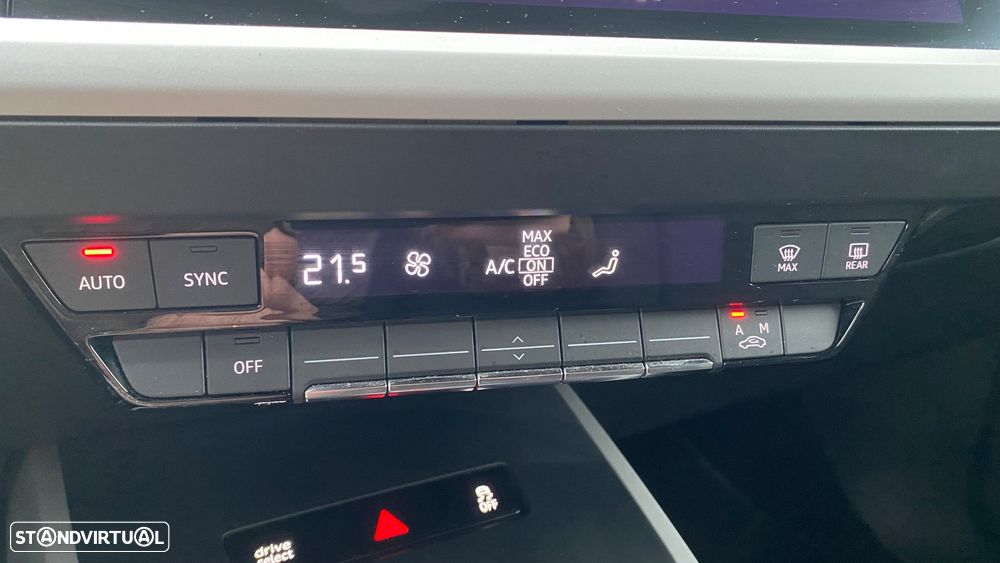 AUTO
SYNC
21.5
A/C
MAX
ECO
ON
OFF
MAX
REAR
OFF
A M
drive
select
OFF
STANDVIRTUAL